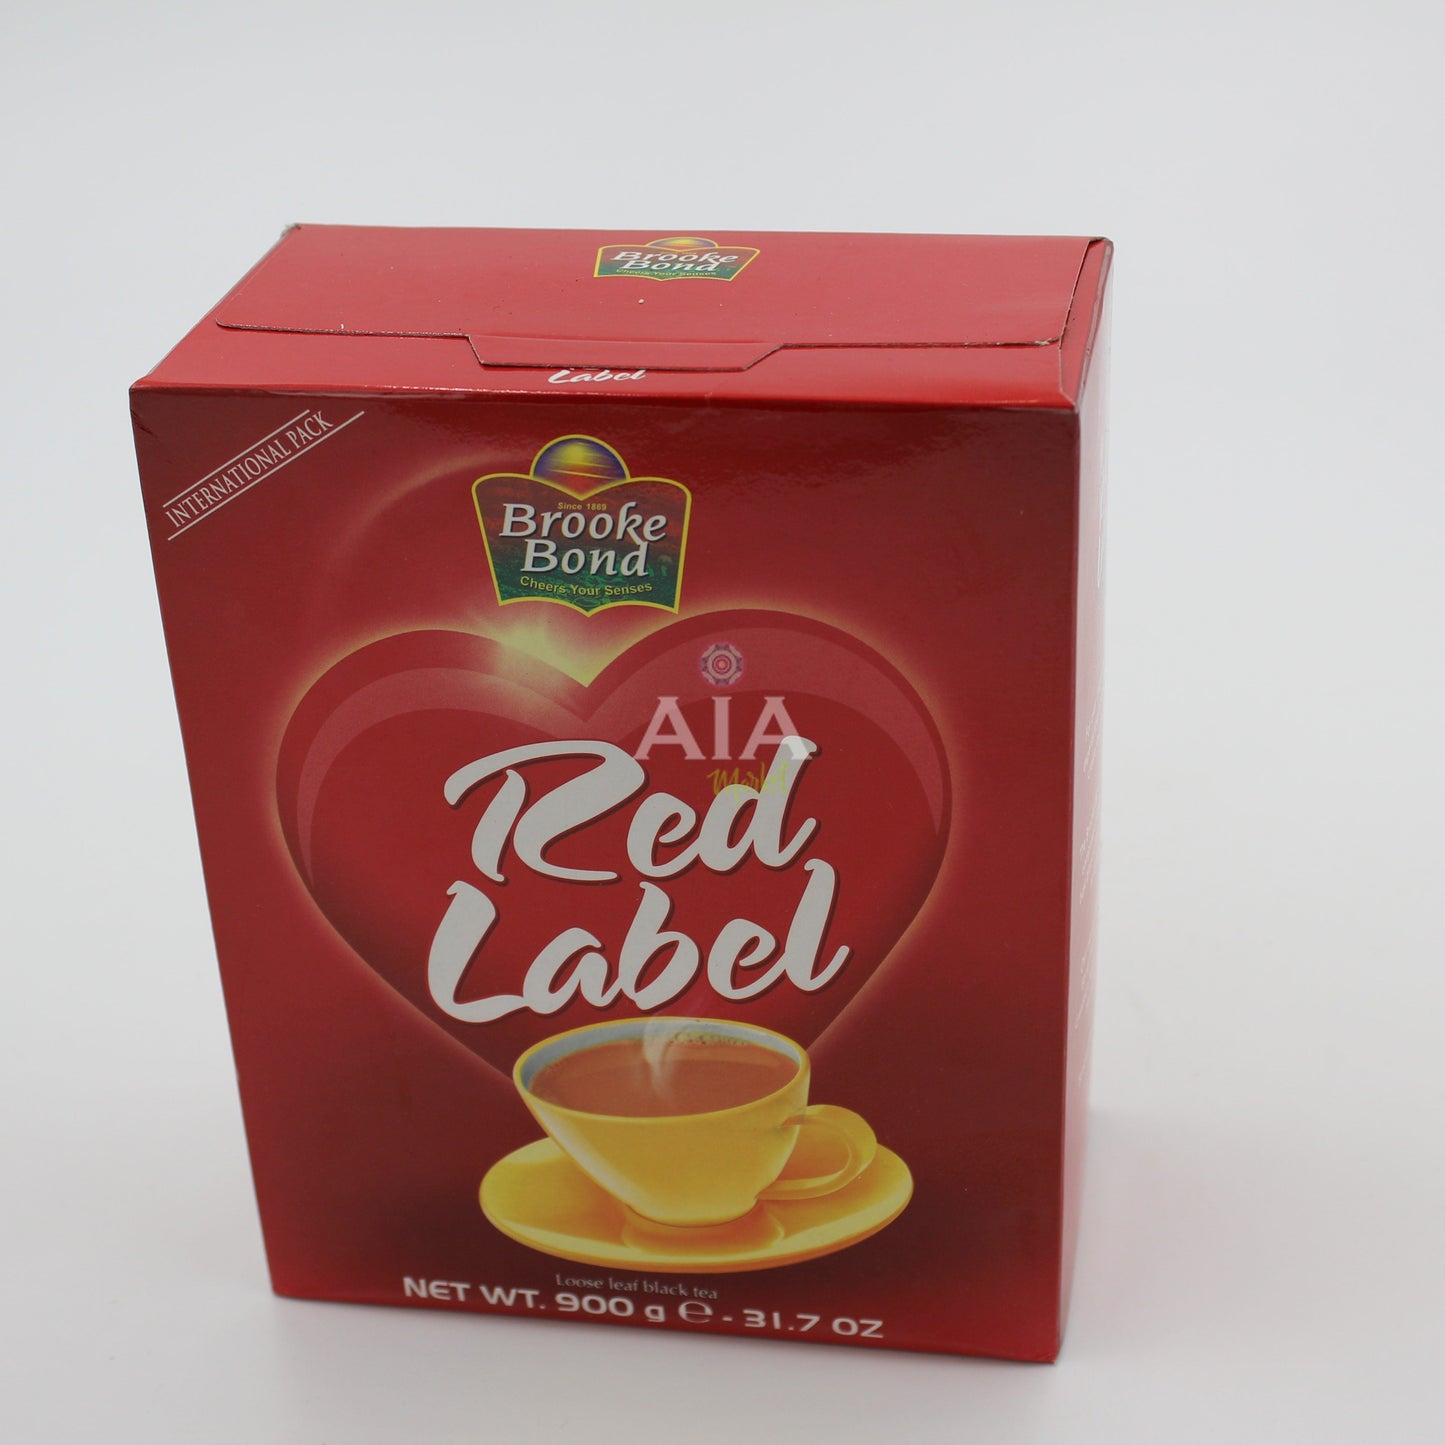 Brooke
Bond
Cheers Your Senses
Label
INTERNATIONAL PACK
Since 1869
Brooke
Bond
Cheers Your Senses
AIA
Market
Red
Label
Loose leaf black tea
NET WT. 900 g ℮ - 31.7 OZ